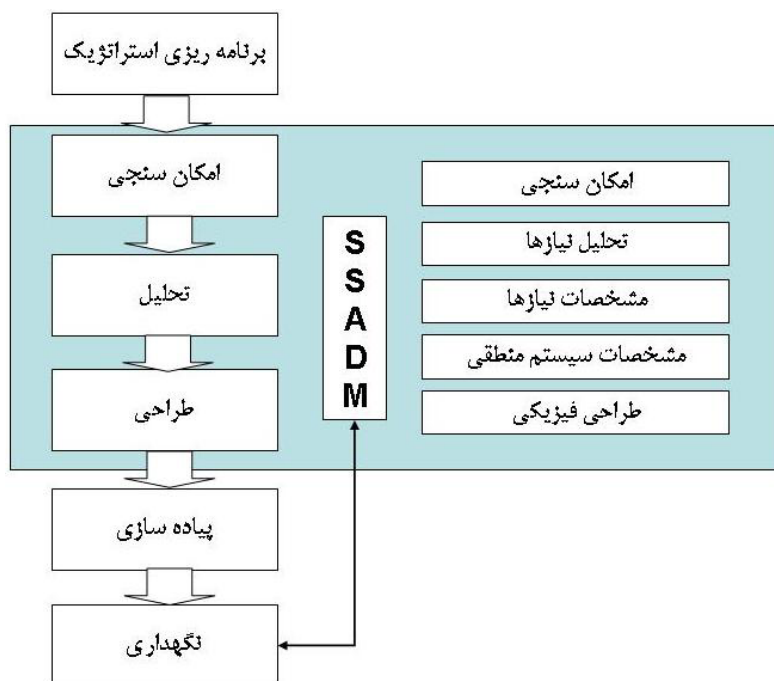 برنامه ریزی استراتژیک
امکان سنجی
تحلیل
طراحی
پیاده سازی
نگهداری
S
S
A
D
M
امکان سنجی
تحلیل نیازها
مشخصات نیازها
مشخصات سیستم منطقی
طراحی فیزیکی